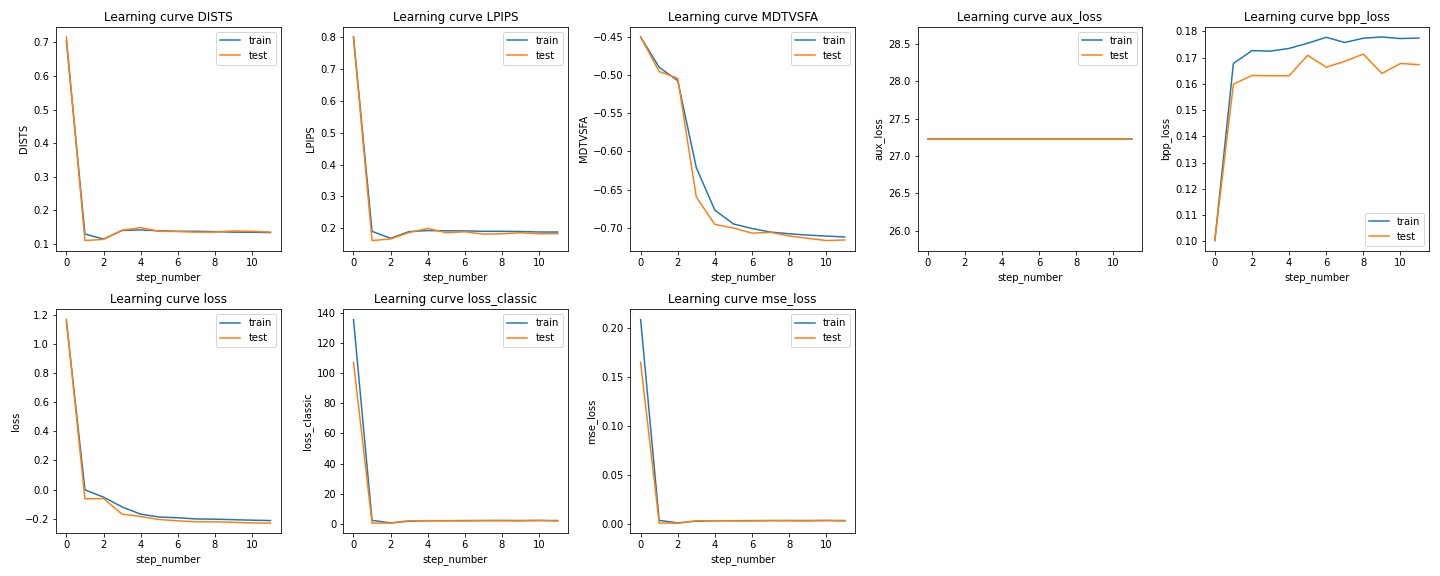 Learning curve DISTS
train
test
0.7
0.6
0.5
0.4
0.3
0.2
0.1
DISTS
0 2 4 6 8 10
step_number
Learning curve LPIPS
train
test
0.8
0.7
0.6
0.5
0.4
0.3
0.2
LPIPS
0 2 4 6 8 10
step_number
Learning curve MDTVSFA
train
test
−0.45
−0.50
−0.55
−0.60
−0.65
−0.70
MDTVSFA
0 2 4 6 8 10
step_number
Learning curve aux_loss
train
test
28.5
28.0
27.5
27.0
26.5
26.0
aux_loss
0 2 4 6 8 10
step_number
Learning curve bpp_loss
0.18
0.17
0.16
0.15
0.14
0.13
0.12
0.11
0.10
bpp_loss
train
test
0 2 4 6 8 10
step_number
Learning curve loss
train
test
1.2
1.0
0.8
0.6
0.4
0.2
0.0
−0.2
loss
0 2 4 6 8 10
step_number
Learning curve loss_classic
train
test
140
120
100
80
60
40
20
0
loss_classic
0 2 4 6 8 10
step_number
Learning curve mse_loss
train
test
0.20
0.15
0.10
0.05
0.00
mse_loss
0 2 4 6 8 10
step_number